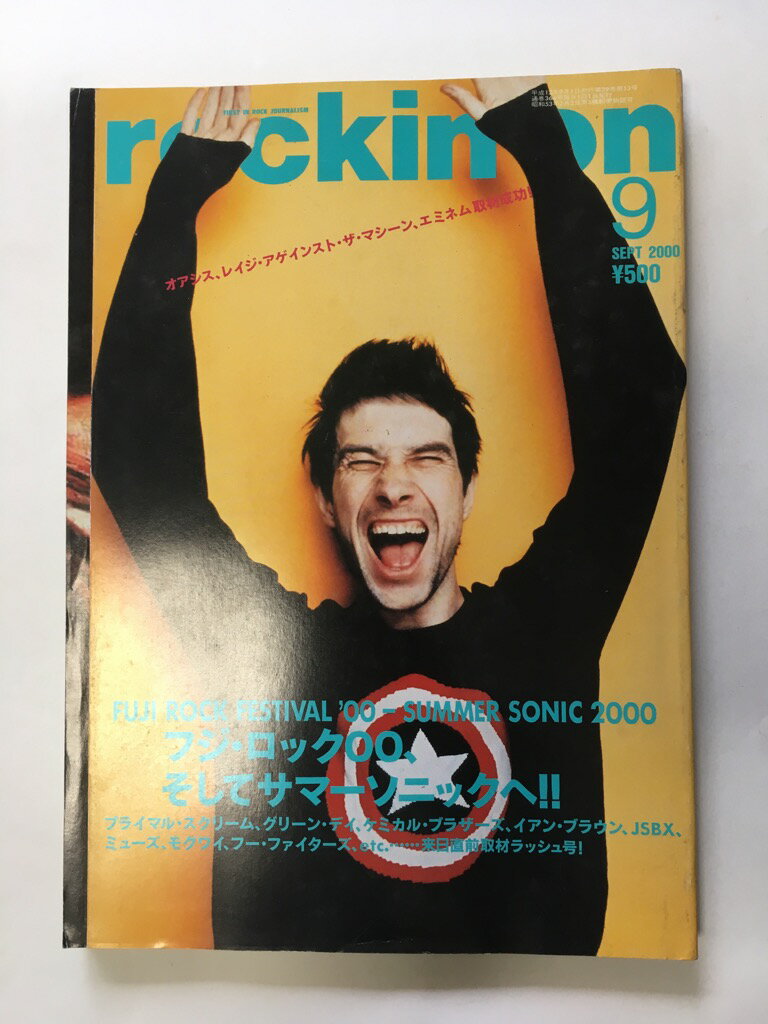 FIRST IN ROCK JOURNALISM
rockin'on
オアシス、レイジ・アゲインスト・ザ・マシーン、エミネム取材成功!
9
SEPT 2000
¥500
FUJI ROCK FESTIVAL '00 – SUMMER SONIC 2000
フジ・ロック00、
そしてサマーソニックへ!!
プライマル・スクリーム、グリーン・デイ、ケミカル・ブラザーズ、イアン・ブラウン、JSBX、
ミューズ、モグワイ、フー・ファイターズ、etc.……来日直前取材ラッシュ号!